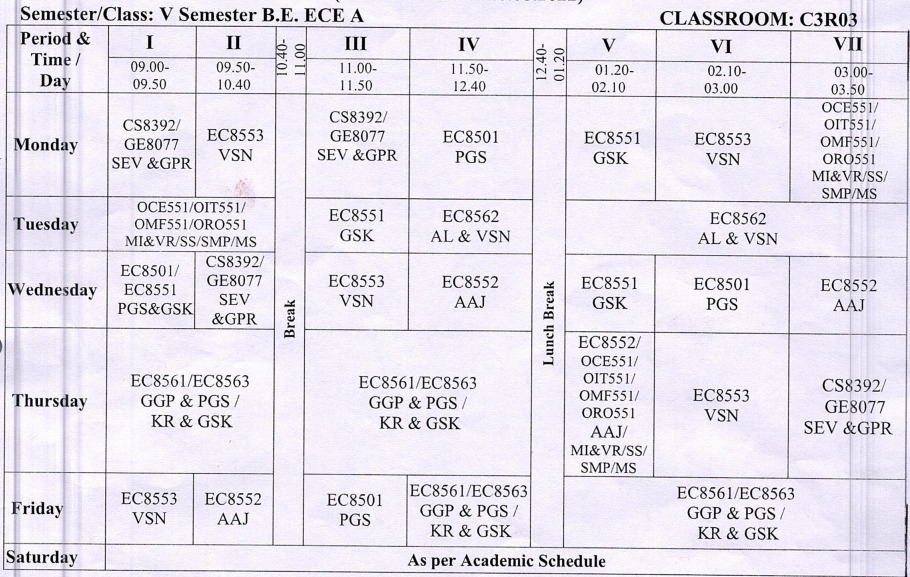 Semester/Class: V Semester B.E. ECE A
CLASSROOM: C3R03
Period &
Time /
Day
I
II
10.40-
11.00
III
IV
12.40-
01.20
V
VI
VII
09.00-
09.50
09.50-
10.40
11.00-
11.50
11.50-
12.40
01.20-
02.10
02.10-
03.00
03.00-
03.50
Monday
CS8392/
GE8077
SEV &GPR
EC8553
VSN
CS8392/
GE8077
SEV &GPR
EC8501
PGS
EC8551
GSK
EC8553
VSN
OCE551/
OIT551/
OMF551/
ORO551
MI&VR/SS/
SMP/MS
Tuesday
OCE551/OIT551/
OMF551/ORO551
MI&VR/SS/SMP/MS
EC8551
GSK
EC8562
AL & VSN
EC8562
AL & VSN
Wednesday
EC8501/
EC8551
PGS&GSK
CS8392/
GE8077
SEV
&GPR
Break
EC8553
VSN
EC8552
AAJ
Lunch Break
EC8551
GSK
EC8501
PGS
EC8552
AAJ
Thursday
EC8561/EC8563
GGP & PGS /
KR & GSK
EC8561/EC8563
GGP & PGS /
KR & GSK
EC8552/
OCE551/
OIT551/
OMF551/
ORO551
AAJ/
MI&VR/SS/
SMP/MS
EC8553
VSN
CS8392/
GE8077
SEV &GPR
Friday
EC8553
VSN
EC8552
AAJ
EC8501
PGS
EC8561/EC8563
GGP & PGS /
KR & GSK
EC8561/EC8563
GGP & PGS /
KR & GSK
Saturday
As per Academic Schedule